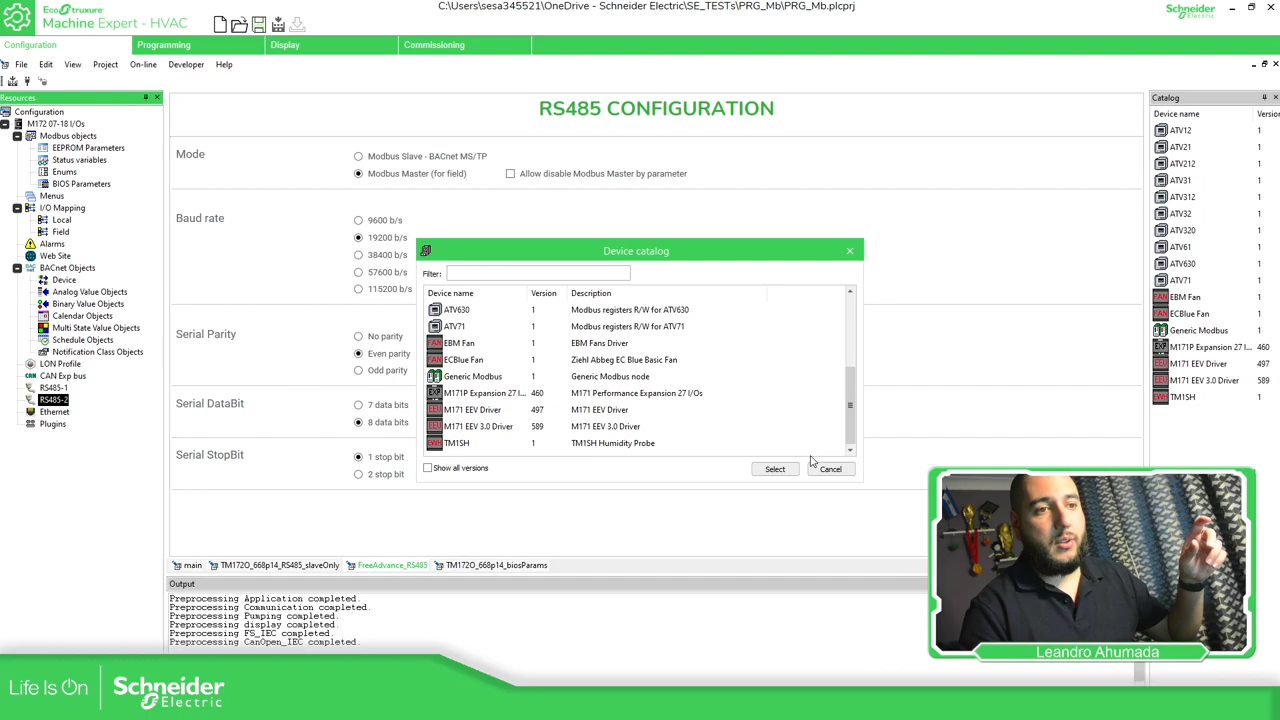 C:\Users\sesa345521\OneDrive - Schneider Electric\SE_TESTs\PRG_Mb\PRG_Mb.plcprj
EcoStruxure
Machine Expert - HVAC
Schneider
Electric
Configuration Programming Display Commissioning
File Edit View Project On-line Developer Help
Resources
Configuration
M172 07-18 I/Os
Modbus objects
EEPROM Parameters
Status variables
Enums
BIOS Parameters
Menus
I/O Mapping
Local
Field
Alarms
Web Site
BACnet Objects
Device
Analog Value Objects
Binary Value Objects
Calendar Objects
Multi State Value Objects
Schedule Objects
Notification Class Objects
LON Profile
CAN Exp bus
RS485-1
RS485-2
Ethernet
Plugins
RS485 CONFIGURATION
Mode
Modbus Slave - BACnet MS/TP
Modbus Master (for field) Allow disable Modbus Master by parameter
Baud rate
9600 b/s
19200 b/s
38400 b/s
57600 b/s
115200 b/s
Serial Parity
No parity
Even parity
Odd parity
Serial DataBit
7 data bits
8 data bits
Serial StopBit
1 stop bit
2 stop bit
Device catalog
Filter:
Device name Version Description
ATV630 1 Modbus registers R/W for ATV630
ATV71 1 Modbus registers R/W for ATV71
FAN EBM Fan 1 EBM Fans Driver
FAN ECBlue Fan 1 Ziehl Abbeg EC Blue Basic Fan
Generic Modbus 1 Generic Modbus node
EXP M171P Expansion 27 I/O... 460 M171 Performance Expansion 27 I/Os
M171 EEV Driver 497 M171 EEV Driver
M171 EEV 3.0 Driver 589 M171 EEV 3.0 Driver
TM1SH 1 TM1SH Humidity Probe
Show all versions
Select Cancel
main TM172O_668p14_RS485_slaveOnly FreeAdvance_RS485 TM172O_668p14_biosParams
Output
Preprocessing Application completed.
Preprocessing Communication completed.
Preprocessing Pumping completed.
Preprocessing display completed.
Preprocessing FS_IEC completed.
Preprocessing CanOpen_IEC completed.
Catalog
Device name Versio
ATV12 1
ATV21 1
ATV212 1
ATV31 1
ATV312 1
ATV32 1
ATV320 1
ATV61 1
ATV630 1
ATV71 1
FAN EBM Fan 1
FAN ECBlue Fan 1
Generic Modbus 1
EXP M171P Expansion 27 I... 460
M171 EEV Driver 497
M171 EEV 3.0 Driver 589
TM1SH 1
Leandro Ahumada
Life Is On
Schneider
Electric